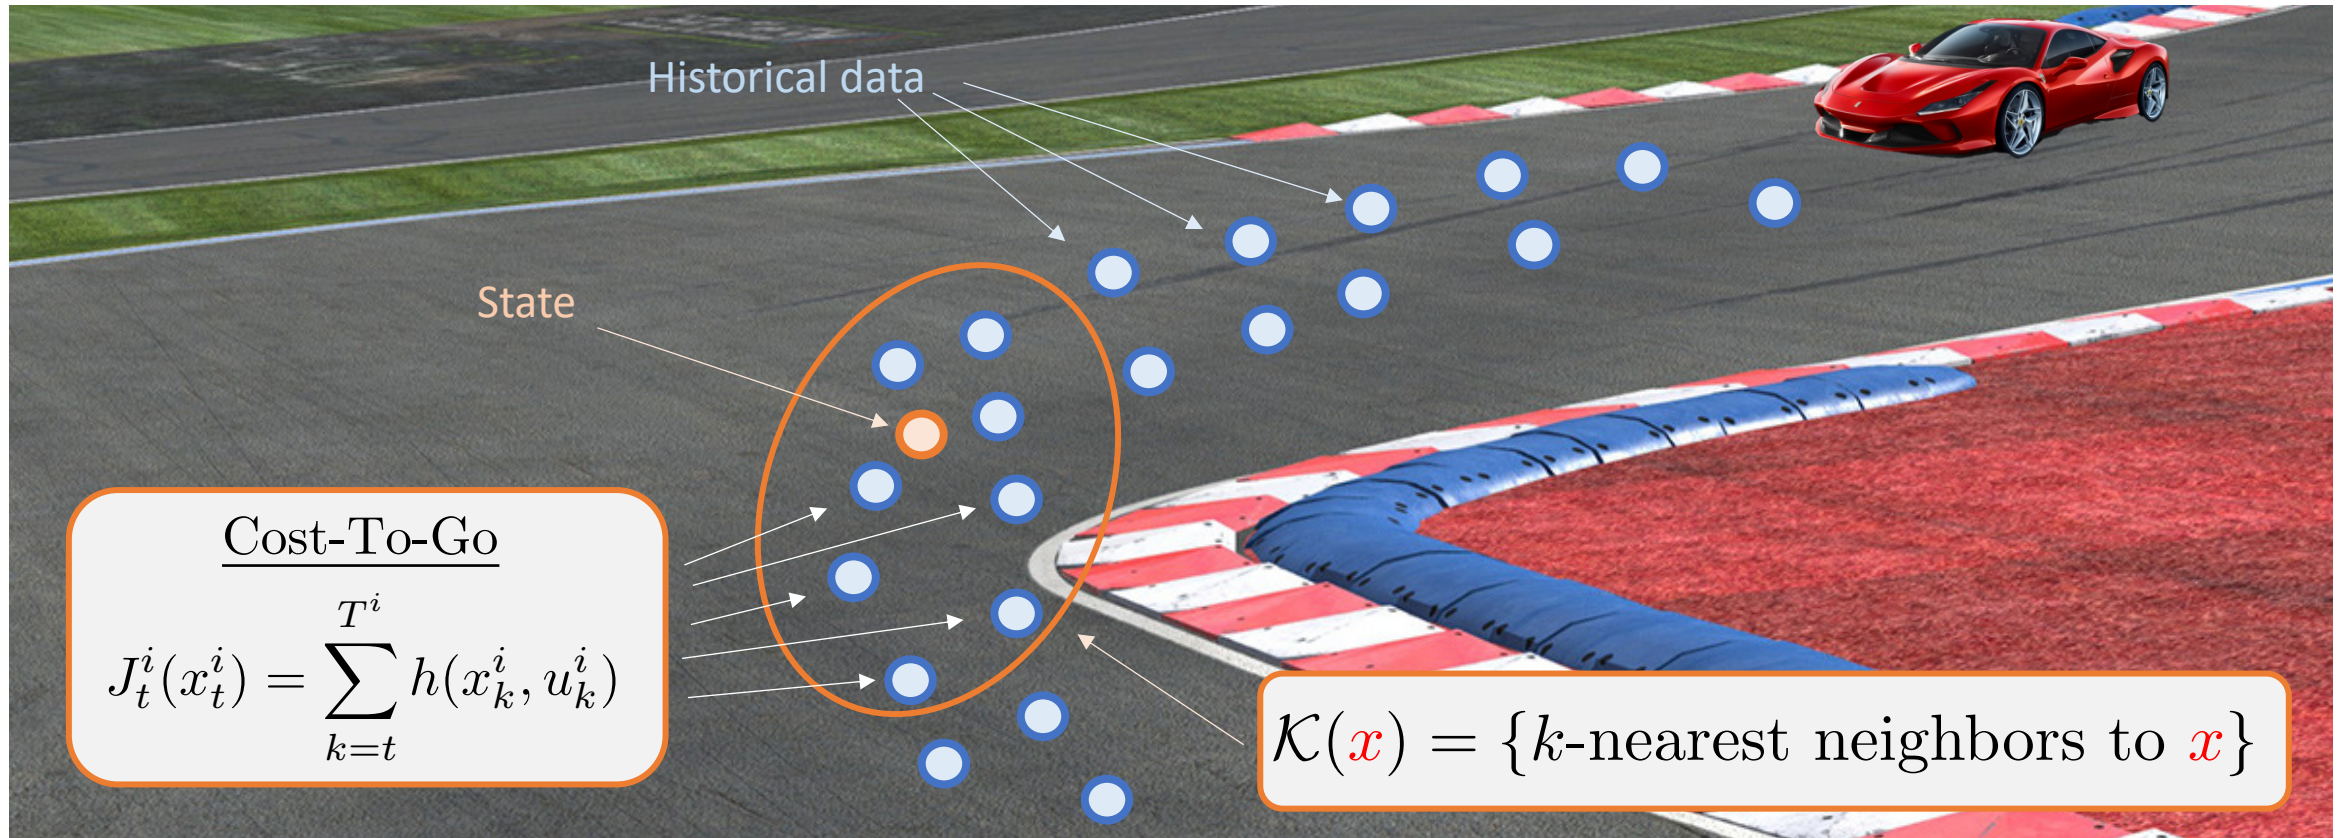 Historical data
State
Cost-To-Go
$J_t^i(x_t^i) = \sum_{k=t}^{T^i} h(x_k^i, u_k^i)$
$\mathcal{K}(x) = \{k\text{-nearest neighbors to } x\}$